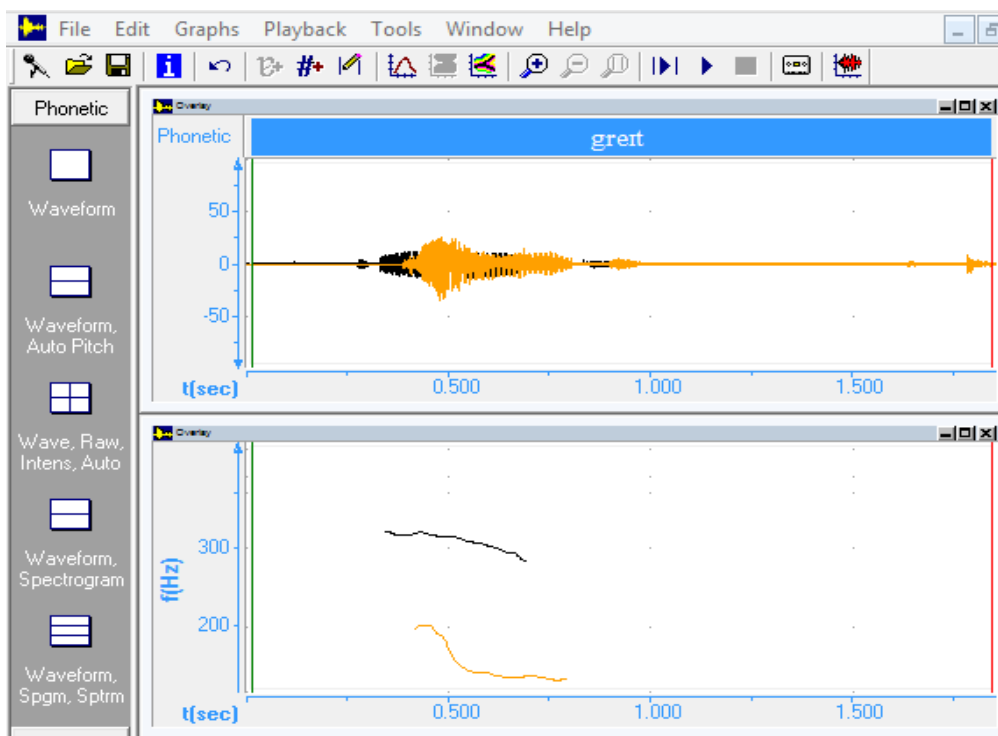 File Edit Graphs Playback Tools Window Help
Phonetic
Waveform
Waveform,
Auto Pitch
Wave, Raw,
Intens, Auto
Waveform,
Spectrogram
Waveform,
Spgm, Sptrm
Overlay
Phonetic
greɪt
50
0
-50
t(sec)
0.500 1.000 1.500
Overlay
300
f(Hz)
200
t(sec)
0.500 1.000 1.500